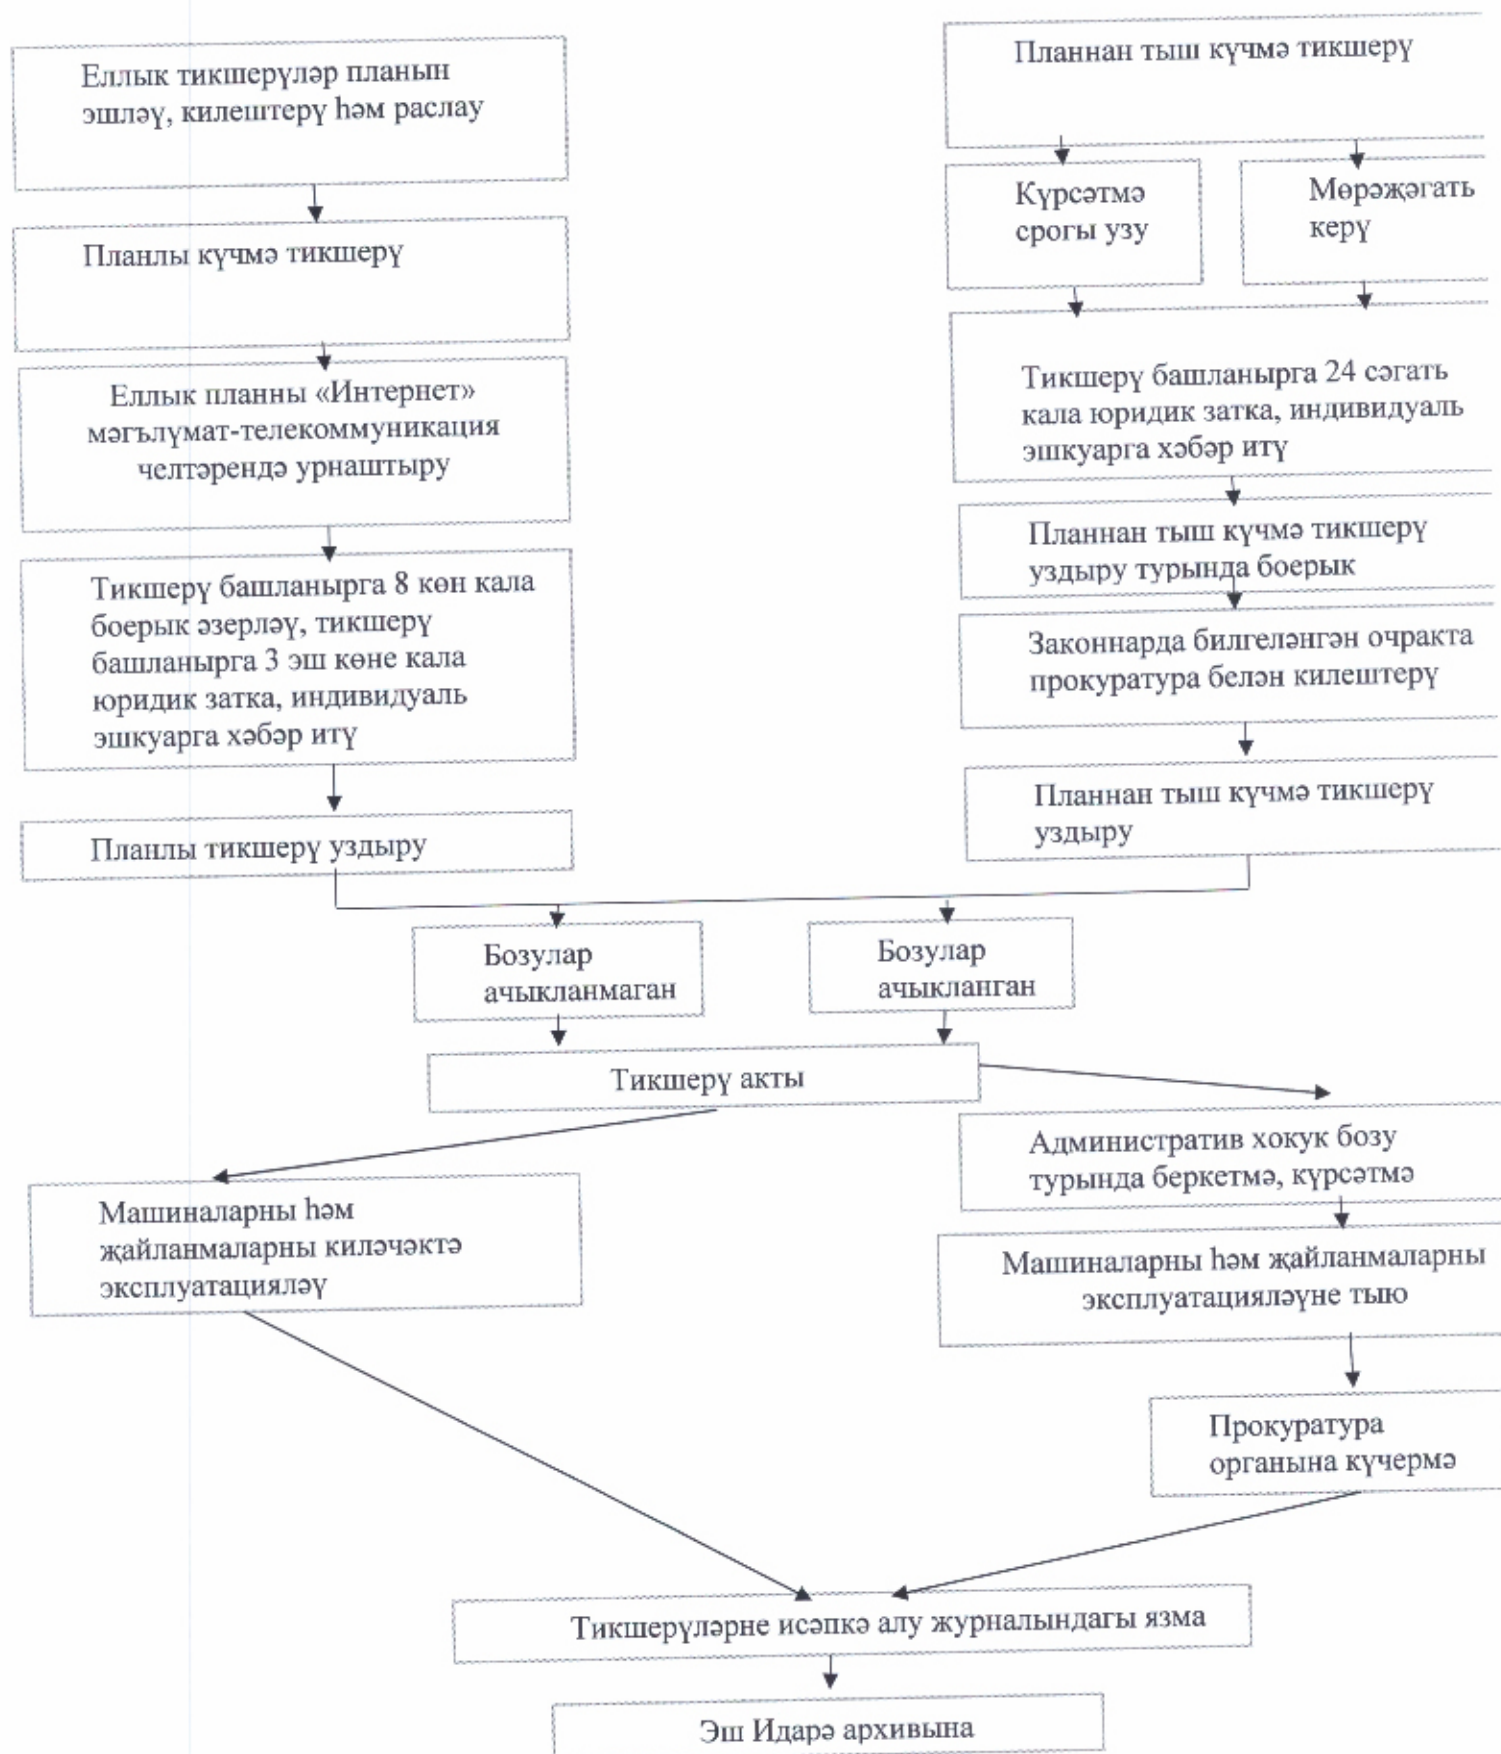 Еллык тикшерүләр планын
эшләү, килештерү һәм раслау
Планлы күчмә тикшерү
Еллык планны «Интернет»
мәгълүмат-телекоммуникация
челтәрендә урнаштыру
Тикшерү башланырга 8 көн кала
боерык әзерләү, тикшерү
башланырга 3 эш көне кала
юридик затка, индивидуаль
эшкуарга хәбәр итү
Планлы тикшерү уздыру
Планнан тыш күчмә тикшерү
Күрсәтмә
срогы узу
Мөрәҗәгать
керү
Тикшерү башланырга 24 сәгать
кала юридик затка, индивидуаль
эшкуарга хәбәр итү
Планнан тыш күчмә тикшерү
уздыру турында боерык
Законнарда билгеләнгән очракта
прокуратура белән килештерү
Планнан тыш күчмә тикшерү
уздыру
Бозулар
ачыкланмаган
Бозулар
ачыкланган
Тикшерү акты
Административ хокук бозу
турында беркетмә, күрсәтмә
Машиналарны һәм
җайланмаларны киләчәктә
эксплуатацияләү
Машиналарны һәм җайланмаларны
эксплуатацияләүне тыю
Прокуратура
органына күчермә
Тикшерүләрне исәпкә алу журналындагы язма
Эш Идарә архивына